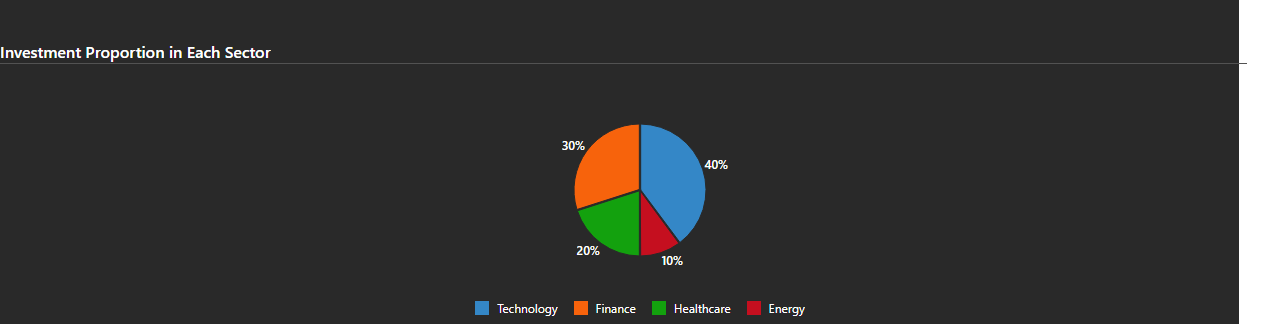 Investment Proportion in Each Sector
30%
40%
20%
10%
Technology Finance Healthcare Energy